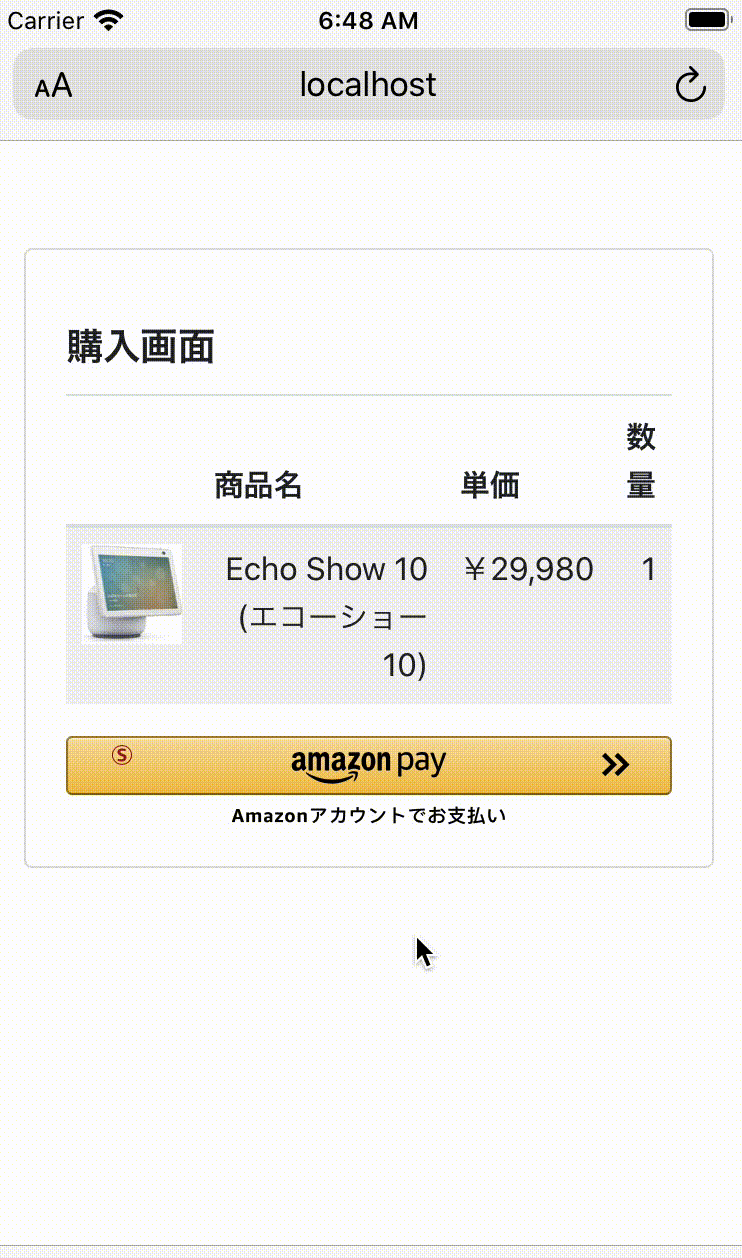 Carrier 6:48 AM
AA localhost
購入画面
商品名 単価 数量
Echo Show 10 ￥29,980 1
(エコーショー
10)
Ⓢ amazon pay
Amazonアカウントでお支払い